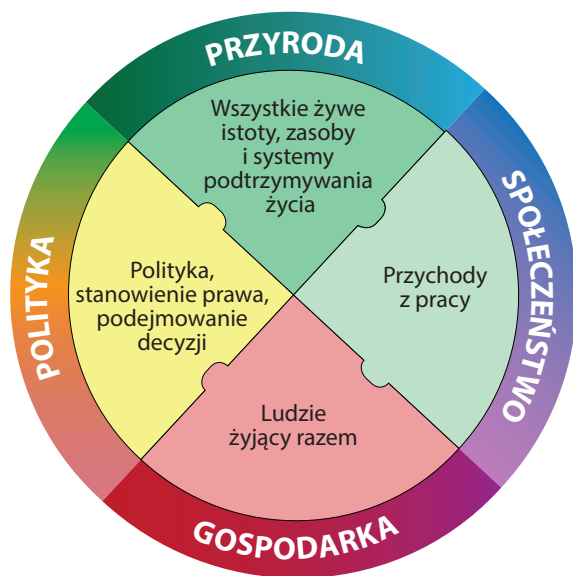 PRZYRODA
Wszystkie żywe
istoty, zasoby
i systemy
podtrzymywania
życia
SPOŁECZEŃSTWO
Przychody
z pracy
POLITYKA
Polityka,
stanowienie prawa,
podejmowanie
decyzji
Ludzie
żyjący razem
GOSPODARKA